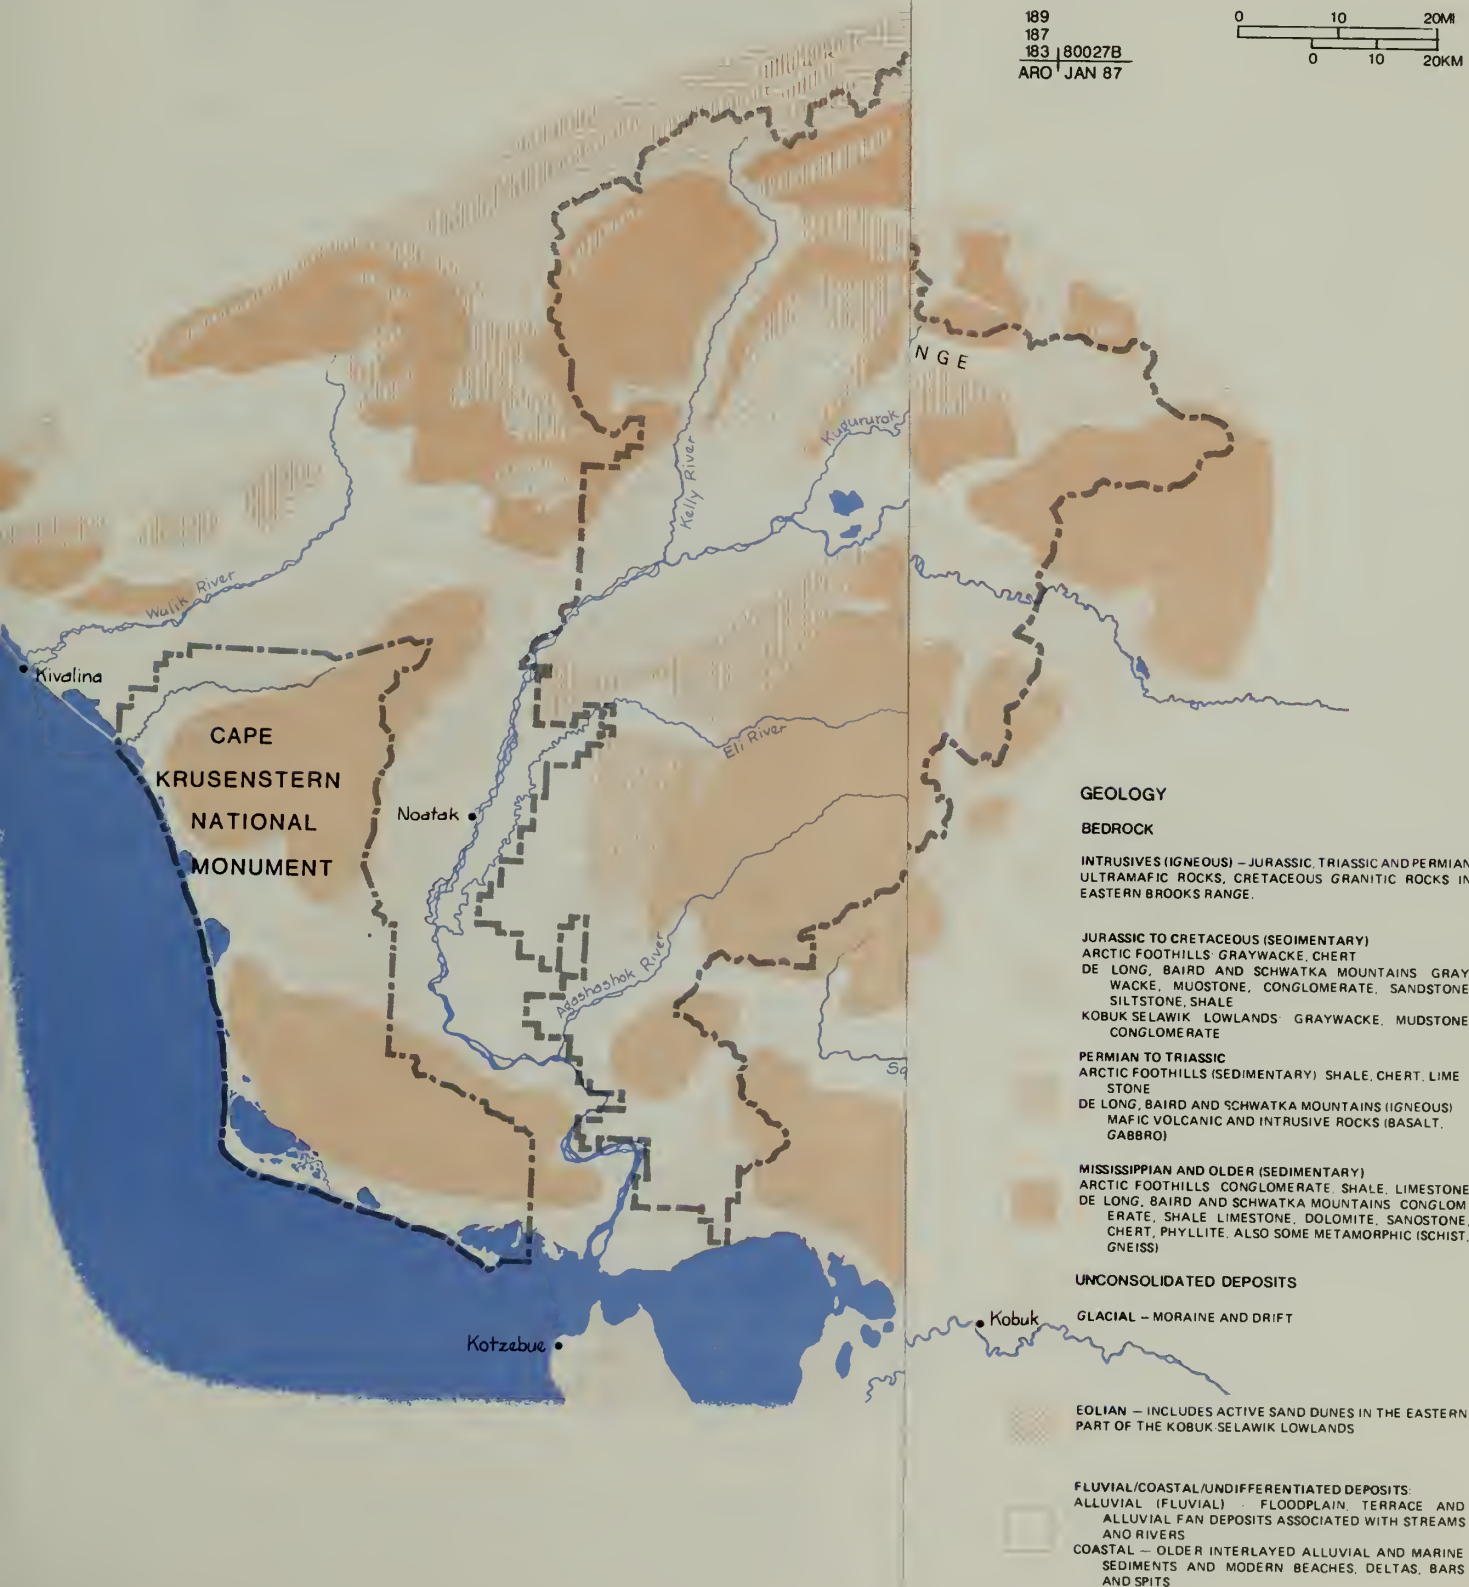 189
187
183 80027B
ARO JAN 87
0 10 20MI
0 10 20KM
NGE
Kugururok
Kelly River
Wulik River
Kivalina
CAPE
KRUSENSTERN
NATIONAL
MONUMENT
Noatak
Eli River
Agashashok River
Sq
Kotzebue
Kobuk
GEOLOGY
BEDROCK
INTRUSIVES (IGNEOUS) – JURASSIC, TRIASSIC AND PERMIAN
ULTRAMAFIC ROCKS, CRETACEOUS GRANITIC ROCKS IN
EASTERN BROOKS RANGE.
JURASSIC TO CRETACEOUS (SEOIMENTARY)
ARCTIC FOOTHILLS GRAYWACKE, CHERT
DE LONG, BAIRD AND SCHWATKA MOUNTAINS GRAY
WACKE, MUOSTONE, CONGLOMERATE, SANDSTONE
SILTSTONE, SHALE
KOBUK SELAWIK LOWLANDS GRAYWACKE, MUDSTONE
CONGLOMERATE
PERMIAN TO TRIASSIC
ARCTIC FOOTHILLS (SEDIMENTARY) SHALE, CHERT, LIME
STONE
DE LONG, BAIRD AND SCHWATKA MOUNTAINS (IGNEOUS)
MAFIC VOLCANIC AND INTRUSIVE ROCKS (BASALT,
GABBRO)
MISSISSIPPIAN AND OLDER (SEDIMENTARY)
ARCTIC FOOTHILLS CONGLOMERATE, SHALE, LIMESTONE
DE LONG, BAIRD AND SCHWATKA MOUNTAINS CONGLOM
ERATE, SHALE LIMESTONE, DOLOMITE, SANOSTONE,
CHERT, PHYLLITE, ALSO SOME METAMORPHIC (SCHIST,
GNEISS)
UNCONSOLIDATED DEPOSITS
GLACIAL – MORAINE AND DRIFT
EOLIAN – INCLUDES ACTIVE SAND DUNES IN THE EASTERN
PART OF THE KOBUK SELAWIK LOWLANDS
FLUVIAL/COASTAL/UNDIFFERENTIATED DEPOSITS:
ALLUVIAL (FLUVIAL) - FLOODPLAIN, TERRACE AND
ALLUVIAL FAN DEPOSITS ASSOCIATED WITH STREAMS
ANO RIVERS
COASTAL – OLDER INTERLAYED ALLUVIAL AND MARINE
SEDIMENTS AND MODERN BEACHES, DELTAS, BARS
AND SPITS